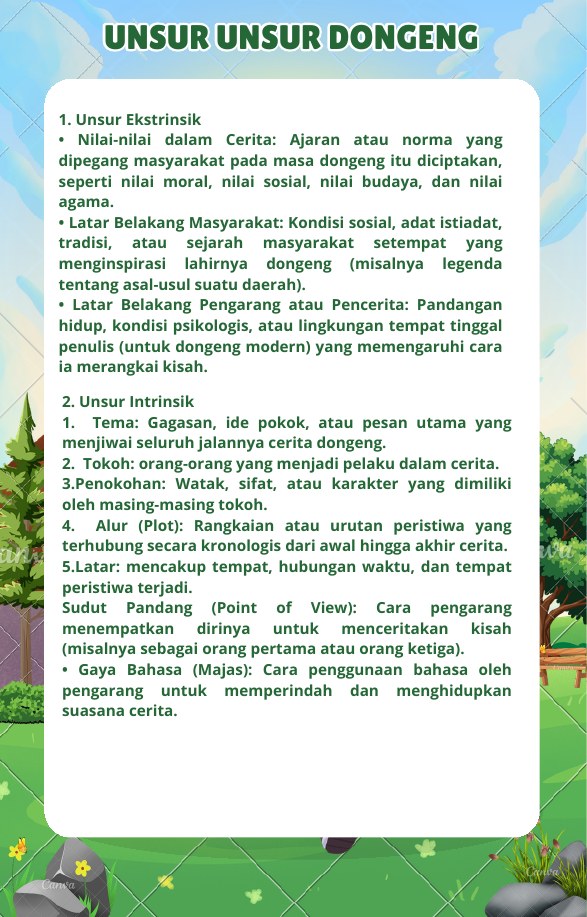 UNSUR UNSUR DONGENG
1. Unsur Ekstrinsik
• Nilai-nilai dalam Cerita: Ajaran atau norma yang
dipegang masyarakat pada masa dongeng itu diciptakan,
seperti nilai moral, nilai sosial, nilai budaya, dan nilai
agama.
• Latar Belakang Masyarakat: Kondisi sosial, adat istiadat,
tradisi, atau sejarah masyarakat setempat yang
menginspirasi lahirnya dongeng (misalnya legenda
tentang asal-usul suatu daerah).
• Latar Belakang Pengarang atau Pencerita: Pandangan
hidup, kondisi psikologis, atau lingkungan tempat tinggal
penulis (untuk dongeng modern) yang memengaruhi cara
ia merangkai kisah.
2. Unsur Intrinsik
1. Tema: Gagasan, ide pokok, atau pesan utama yang
menjiwai seluruh jalannya cerita dongeng.
2. Tokoh: orang-orang yang menjadi pelaku dalam cerita.
3.Penokohan: Watak, sifat, atau karakter yang dimiliki
oleh masing-masing tokoh.
4. Alur (Plot): Rangkaian atau urutan peristiwa yang
terhubung secara kronologis dari awal hingga akhir cerita.
5.Latar: mencakup tempat, hubungan waktu, dan tempat
peristiwa terjadi.
Sudut Pandang (Point of View): Cara pengarang
menempatkan dirinya untuk menceritakan kisah
(misalnya sebagai orang pertama atau orang ketiga).
• Gaya Bahasa (Majas): Cara penggunaan bahasa oleh
pengarang untuk memperindah dan menghidupkan
suasana cerita.
Canva
Canva